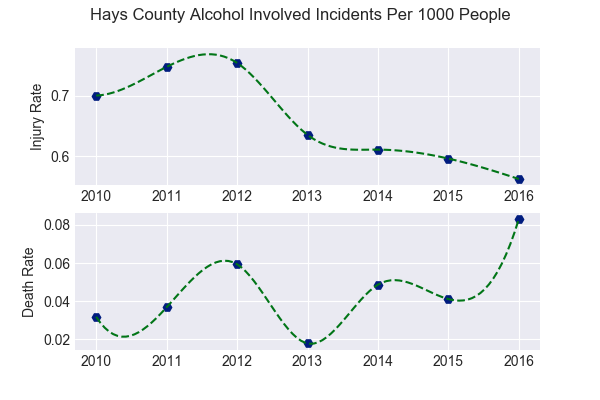 Hays County Alcohol Involved Incidents Per 1000 People
Injury Rate
0.7
0.6
2010 2011 2012 2013 2014 2015 2016
Death Rate
0.08
0.06
0.04
0.02
2010 2011 2012 2013 2014 2015 2016